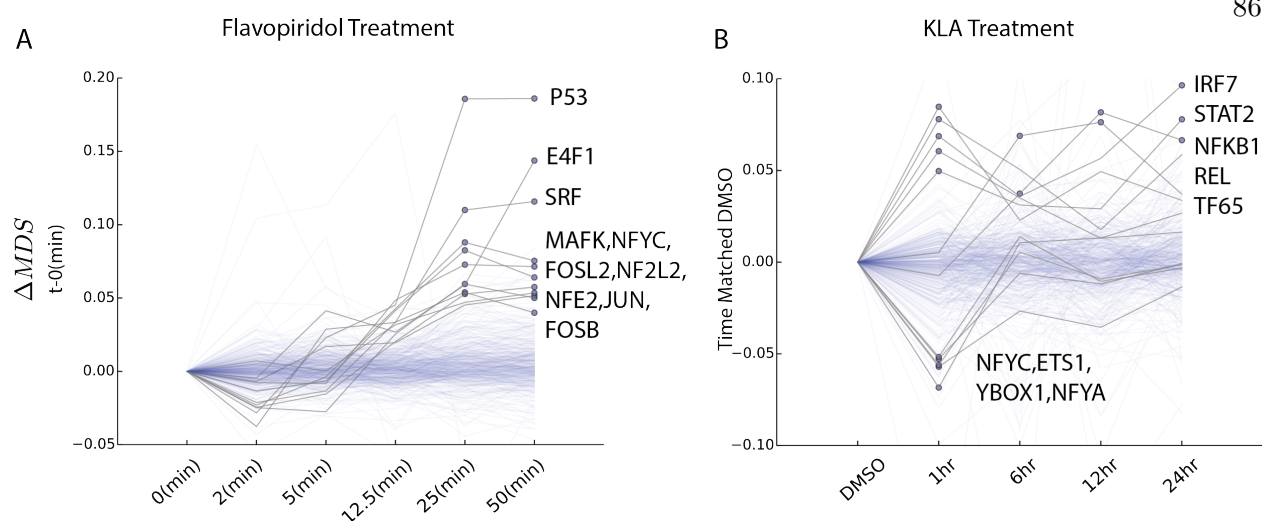 86
Flavopiridol Treatment
A
ΔMDS
t-0(min)
0.20
0.15
0.10
0.05
0.00
−0.05
P53
E4F1
SRF
MAFK,NFYC,
FOSL2,NF2L2,
NFE2,JUN,
FOSB
0(min)
2(min)
5(min)
12.5(min)
25(min)
50(min)
KLA Treatment
B
Time Matched DMSO
0.10
0.05
0.00
−0.05
−0.10
IRF7
STAT2
NFKB1
REL
TF65
NFYC,ETS1,
YBOX1,NFYA
DMSO
1hr
6hr
12hr
24hr